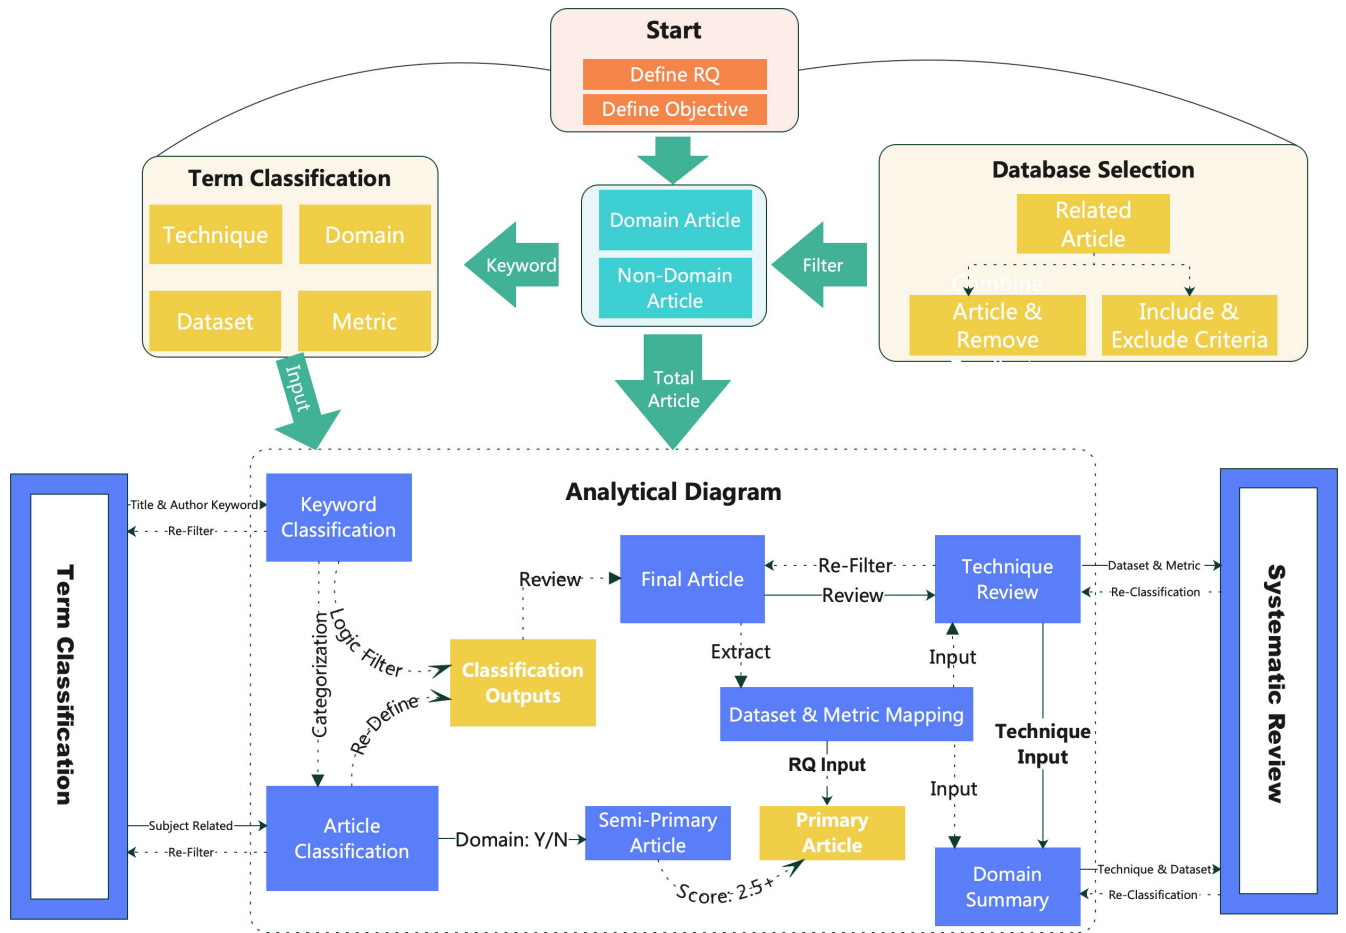 Start
Define RQ
Define Objective
Term Classification
Technique
Domain
Dataset
Metric
Domain Article
Non-Domain
Article
Keyword
Filter
Database Selection
Related
Article
Combine
Article &
Remove
Include &
Exclude Criteria
Input
Total
Article
Analytical Diagram
Term Classification
Title & Author Keyword
Re-Filter
Keyword
Classification
Categorization
Logic Filter
Re-Define
Classification
Outputs
Review
Final Article
Re-Filter
Review
Technique
Review
Dataset & Metric
Re-Classification
Systematic Review
Extract
Input
Dataset & Metric Mapping
RQ Input
Technique
Input
Input
Subject Related
Re-Filter
Article
Classification
Domain: Y/N
Semi-Primary
Article
Score: 2.5+
Primary
Article
Domain
Summary
Technique & Dataset
Re-Classification